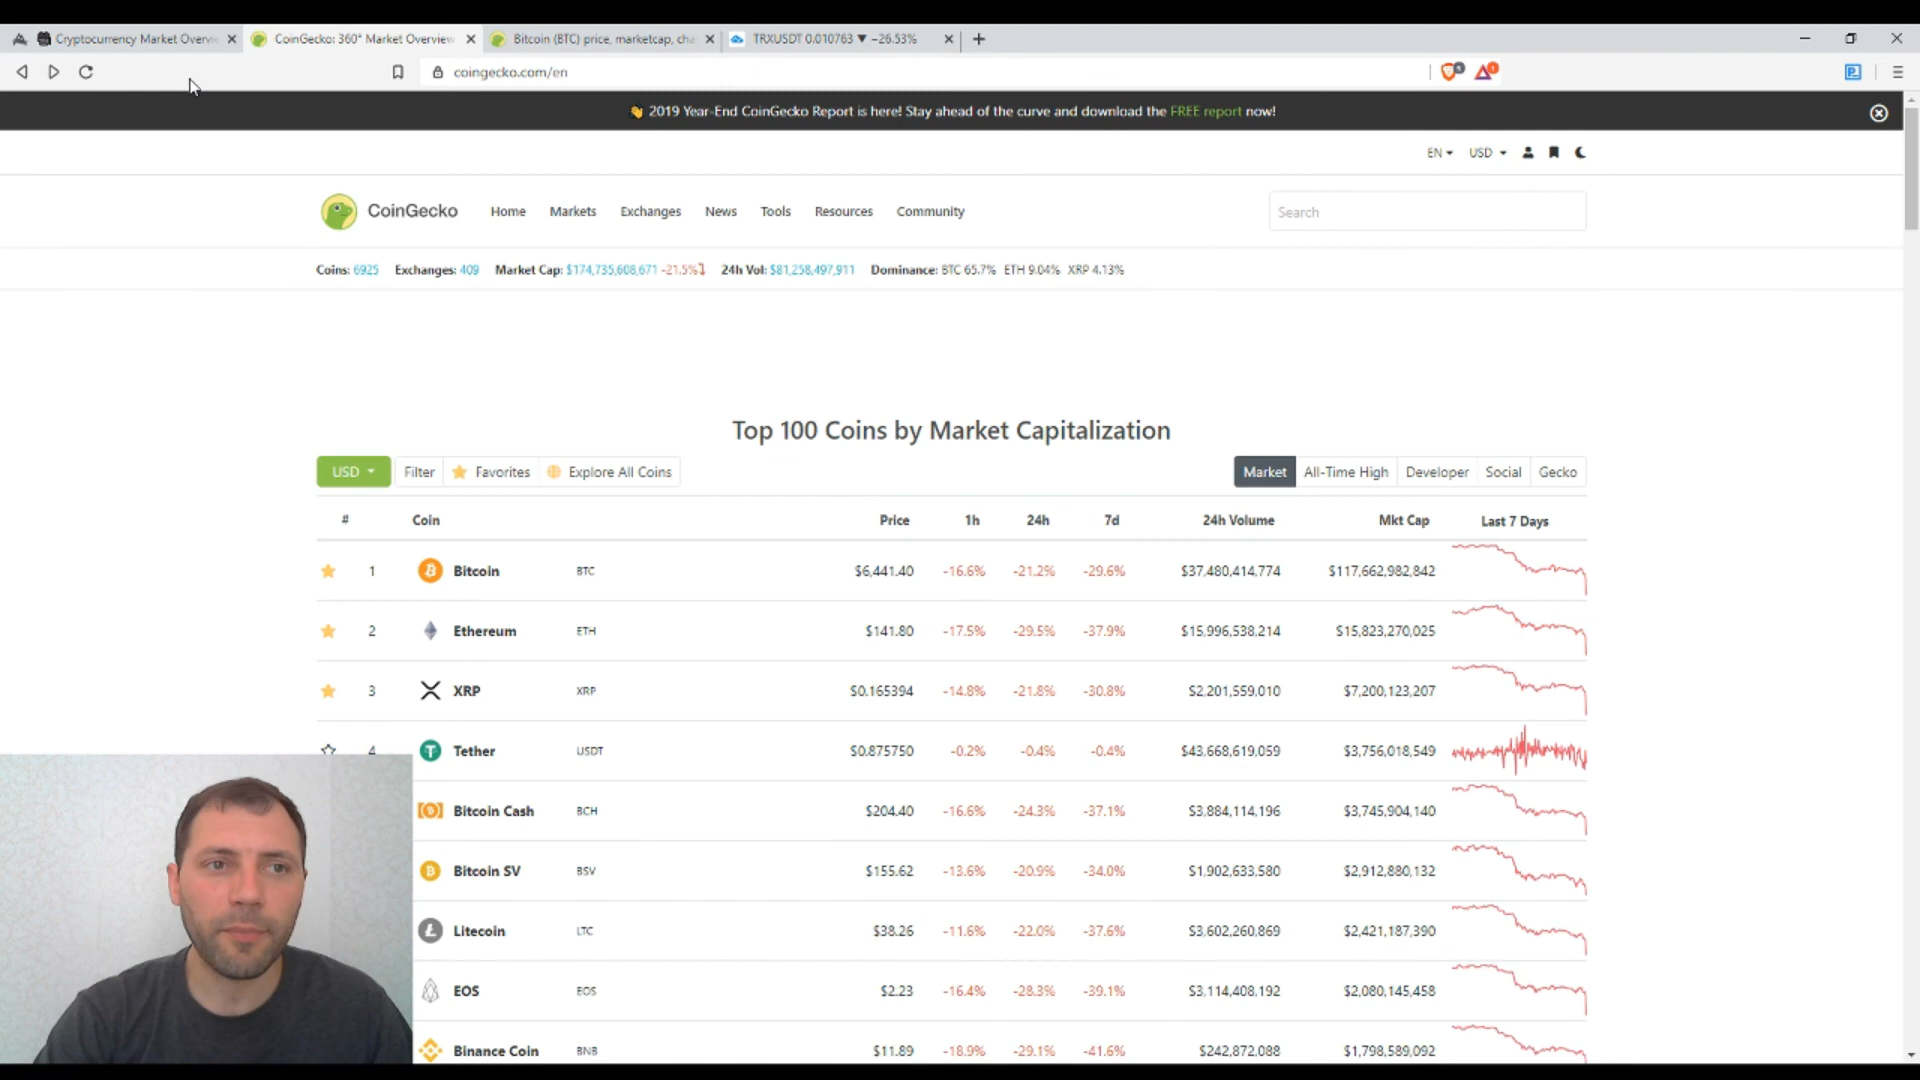 Cryptocurrency Market Overvi
CoinGecko: 360° Market Overview
Bitcoin (BTC) price, marketcap, cha
TRXUSDT 0.010763 ▼ −26.53%
coingecko.com/en
2019 Year-End CoinGecko Report is here! Stay ahead of the curve and download the FREE report now!
EN USD
CoinGecko Home Markets Exchanges News Tools Resources Community Search
Coins: 6925 Exchanges: 409 Market Cap: $174,735,608,671 -21.5% 24h Vol: $81,258,497,911 Dominance: BTC 65.7% ETH 9.04% XRP 4.13%
Top 100 Coins by Market Capitalization
USD Filter Favorites Explore All Coins Market All-Time High Developer Social Gecko
# Coin Price 1h 24h 7d 24h Volume Mkt Cap Last 7 Days
1 Bitcoin BTC $6,441.40 -16.6% -21.2% -29.6% $37,480,414,774 $117,662,982,842
2 Ethereum ETH $141.80 -17.5% -29.5% -37.9% $15,996,538,214 $15,823,270,025
3 XRP XRP $0.165394 -14.8% -21.8% -30.8% $2,201,559,010 $7,200,123,207
4 Tether USDT $0.875750 -0.2% -0.4% -0.4% $43,668,619,059 $3,756,018,549
Bitcoin Cash BCH $204.40 -16.6% -24.3% -37.1% $3,884,114,196 $3,745,904,140
Bitcoin SV BSV $155.62 -13.6% -20.9% -34.0% $1,902,633,580 $2,912,880,132
Litecoin LTC $38.26 -11.6% -22.0% -37.6% $3,602,260,869 $2,421,187,390
EOS EOS $2.23 -16.4% -28.3% -39.1% $3,114,408,192 $2,080,145,458
Binance Coin BNB $11.89 -18.9% -29.1% -41.6% $242,872,088 $1,798,589,092